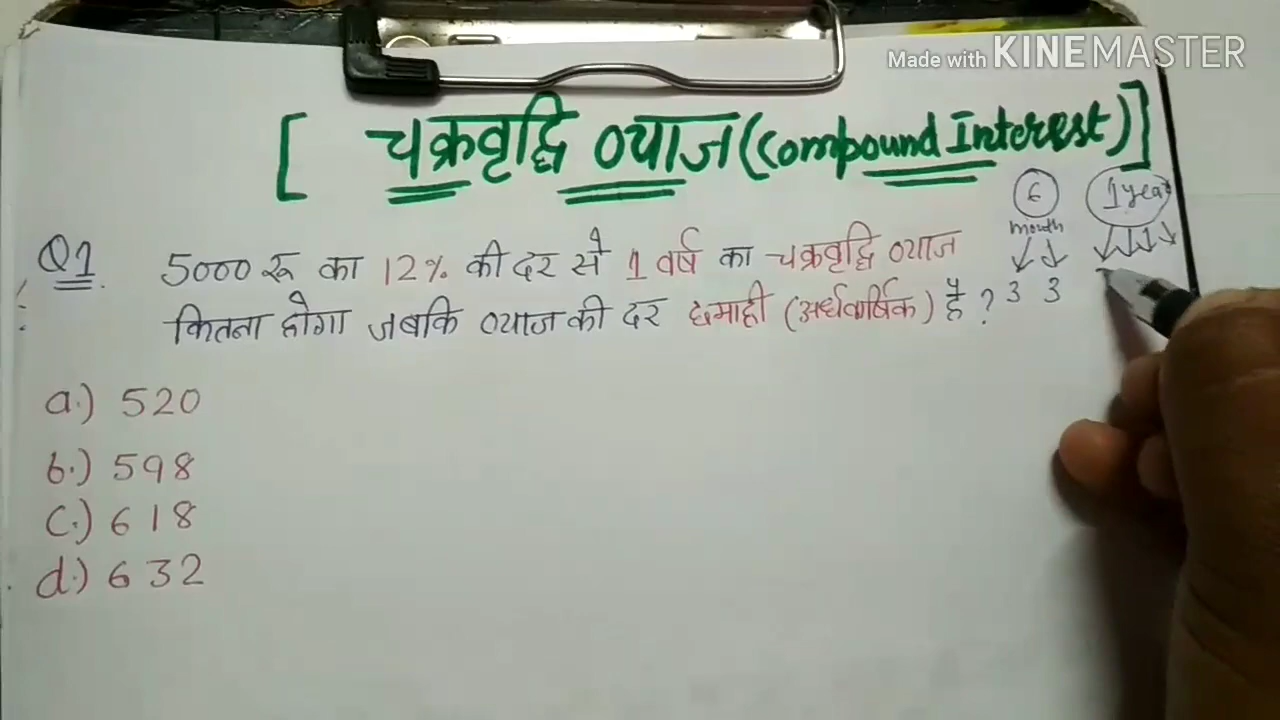 Made with KINEMASTER
[ चक्रवृद्धि ब्याज (Compound Interest) ]
6 month
1 year
Q1. 5000 रू का 12% की दर से 1 वर्ष का चक्रवृद्धि ब्याज
कितना होगा जबकि ब्याज की दर छमाही (अर्धवार्षिक) है ?
3 3
a.) 520
b.) 598
C.) 618
d.) 632